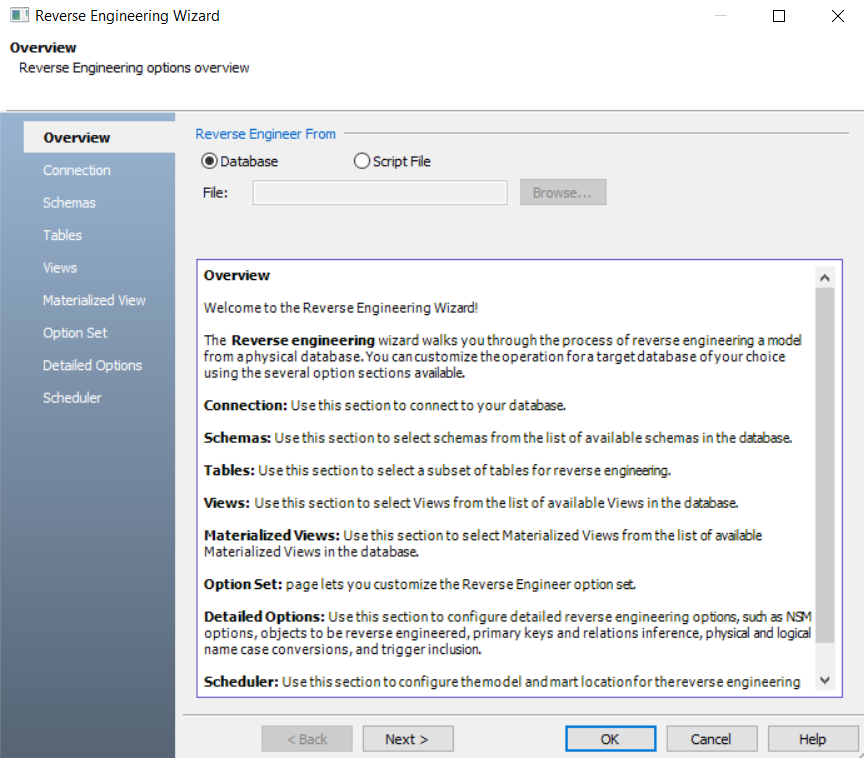 Reverse Engineering Wizard
Overview
Reverse Engineering options overview
Overview
Connection
Schemas
Tables
Views
Materialized View
Option Set
Detailed Options
Scheduler
Reverse Engineer From
Database
Script File
File:
Browse...
Overview
Welcome to the Reverse Engineering Wizard!
The Reverse engineering wizard walks you through the process of reverse engineering a model
from a physical database. You can customize the operation for a target database of your choice
using the several option sections available.
Connection: Use this section to connect to your database.
Schemas: Use this section to select schemas from the list of available schemas in the database.
Tables: Use this section to select a subset of tables for reverse engineering.
Views: Use this section to select Views from the list of available Views in the database.
Materialized Views: Use this section to select Materialized Views from the list of available
Materialized Views in the database.
Option Set: page lets you customize the Reverse Engineer option set.
Detailed Options: Use this section to configure detailed reverse engineering options, such as NSM
options, objects to be reverse engineered, primary keys and relations inference, physical and logical
name case conversions, and trigger inclusion.
Scheduler: Use this section to configure the model and mart location for the reverse engineering
< Back
Next >
OK
Cancel
Help